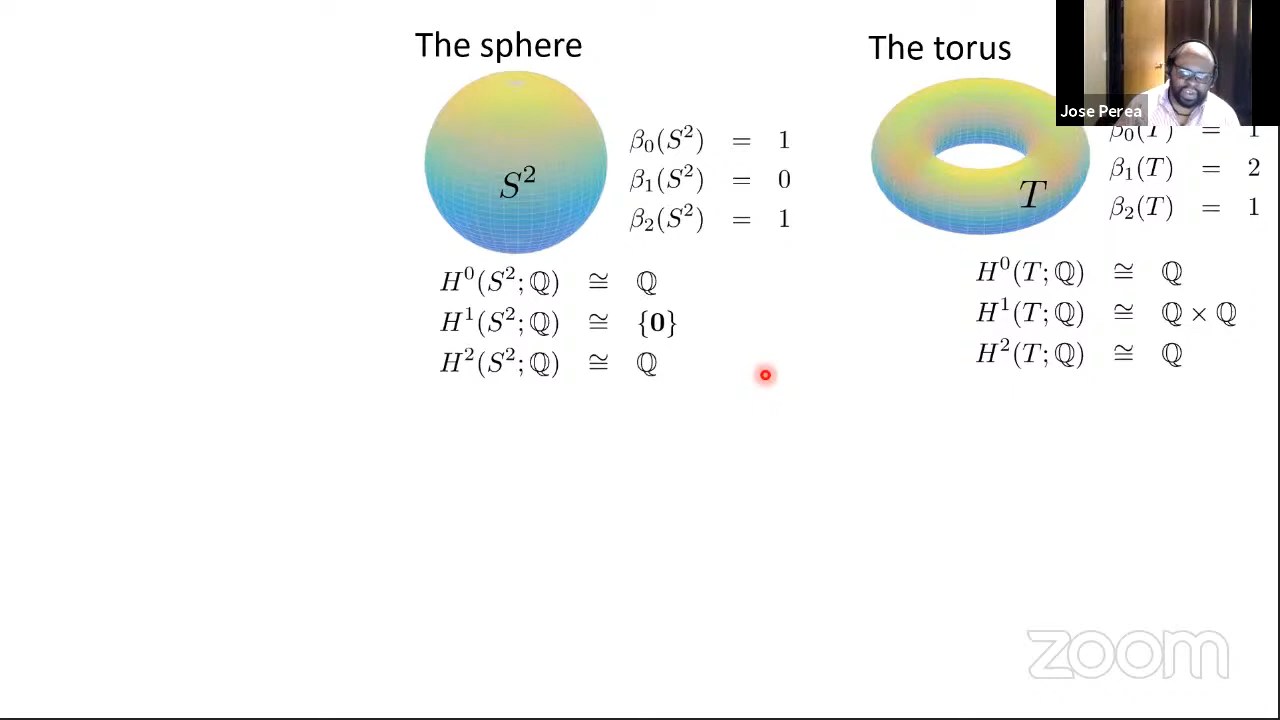 The sphere
S²
β₀(S²) = 1
β₁(S²) = 0
β₂(S²) = 1
H⁰(S²;ℚ) ≅ ℚ
H¹(S²;ℚ) ≅ {0}
H²(S²;ℚ) ≅ ℚ
The torus
T
Jose Perea
β₀(T) = 1
β₁(T) = 2
β₂(T) = 1
H⁰(T;ℚ) ≅ ℚ
H¹(T;ℚ) ≅ ℚ × ℚ
H²(T;ℚ) ≅ ℚ
zoom